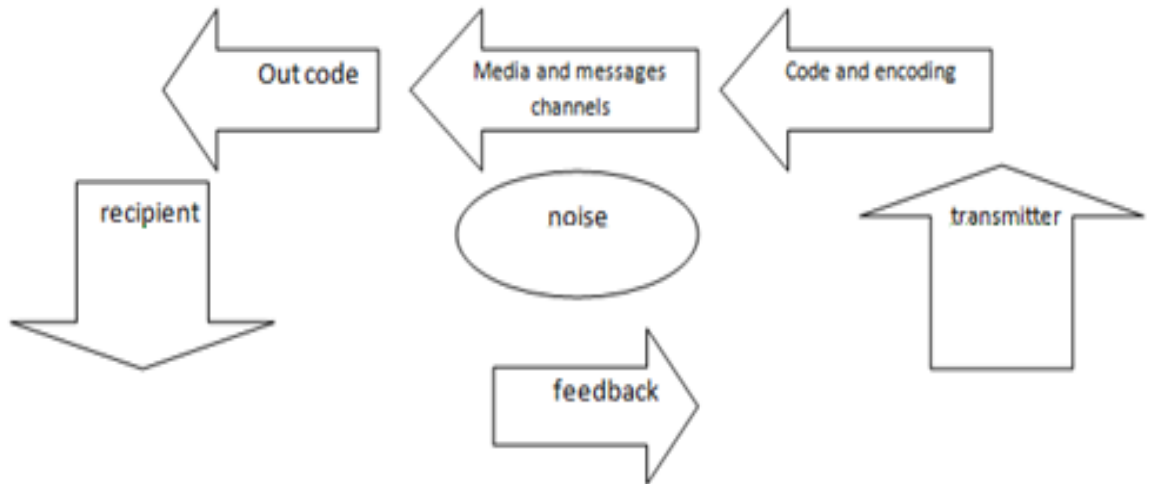 Out code
Media and messages
channels
Code and encoding
recipient
noise
transmitter
feedback